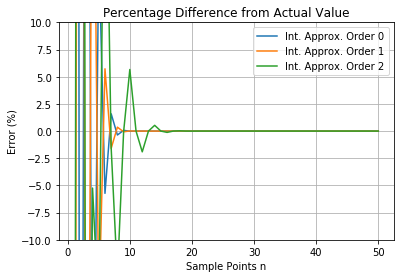 Percentage Difference from Actual Value
Int. Approx. Order 0
Int. Approx. Order 1
Int. Approx. Order 2
Error (%)
10.0
7.5
5.0
2.5
0.0
−2.5
−5.0
−7.5
−10.0
0 10 20 30 40 50
Sample Points n